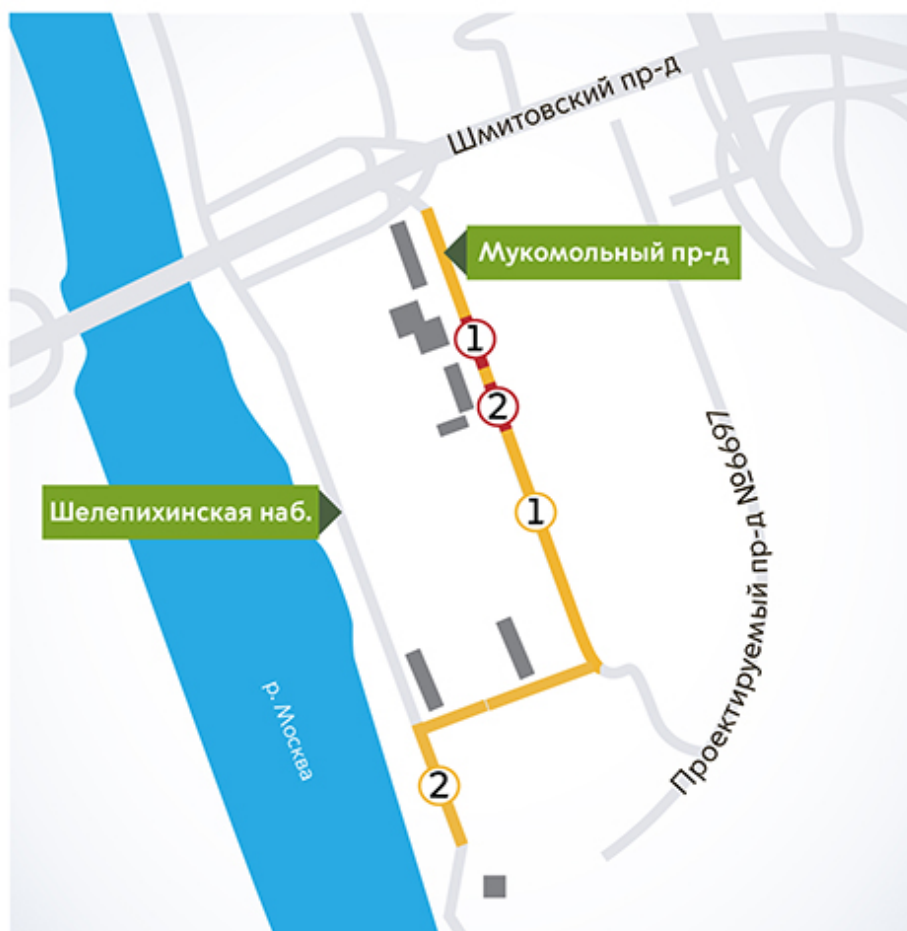 Шмитовский пр-д
Мукомольный пр-д
1
2
Шелепихинская наб.
1
Проектируемый пр-д №6697
р. Москва
2